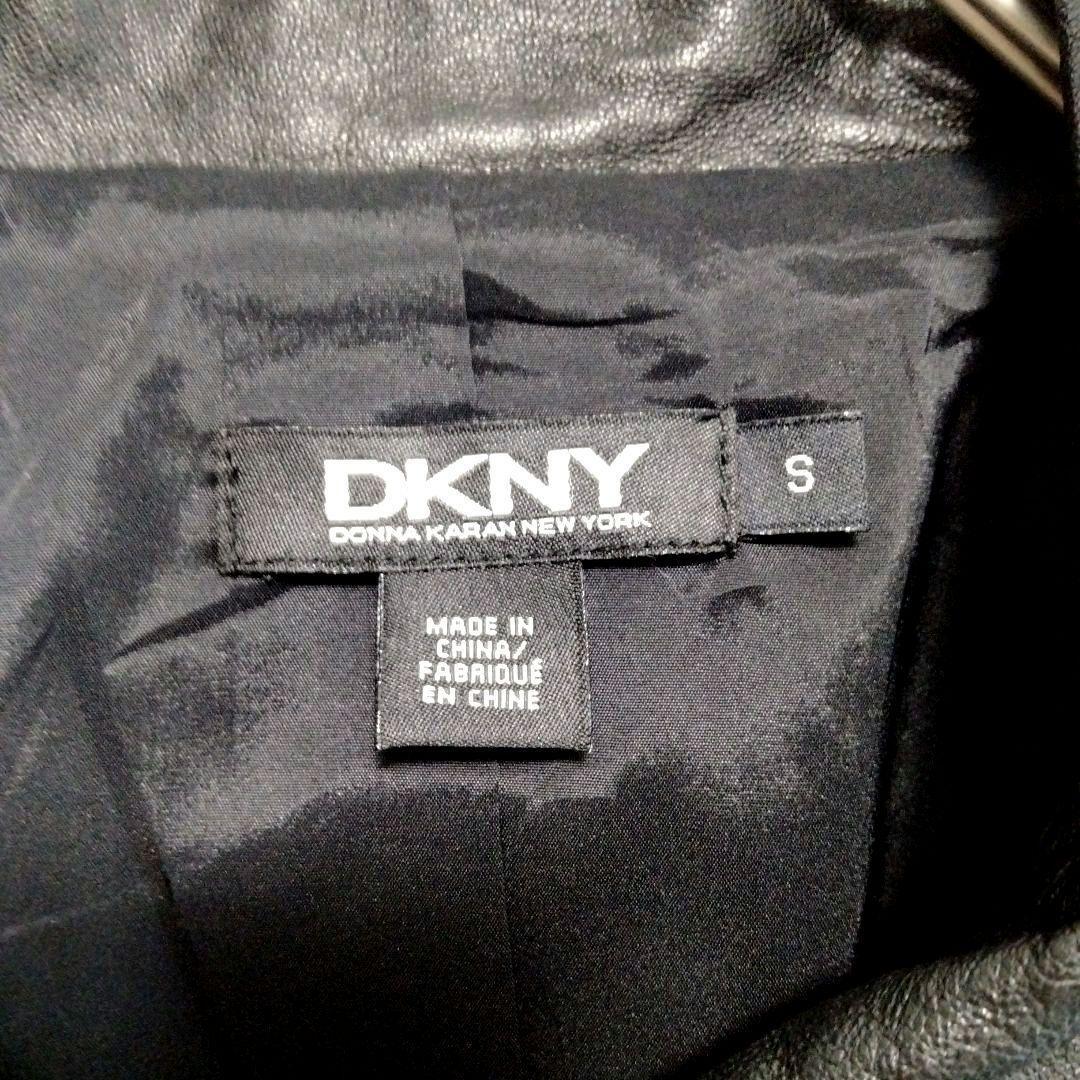 DKNY
DONNA KARAN NEW YORK
S
MADE IN
CHINA/
FABRIQUÉ
EN CHINE